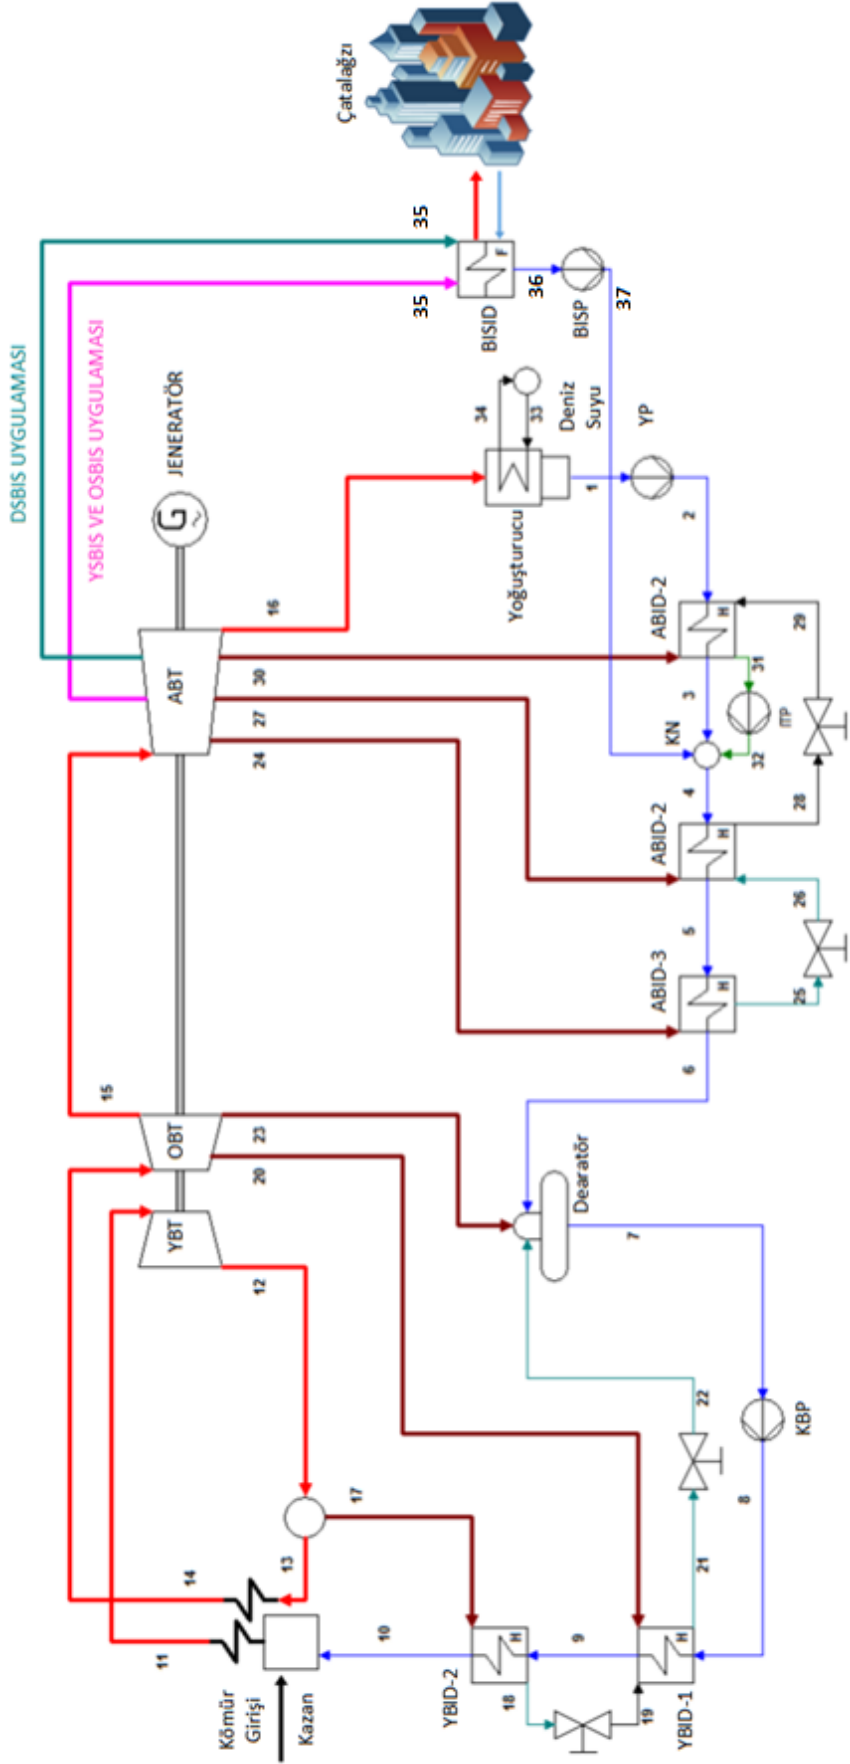 DSBIS UYGULAMASI
YSBIS VE OSBIS UYGULAMASI
15
11
JENERATÖR
YBT
OBT
ABT
G
~
14
Kömür
Girişi
Kazan
12
20
23
24
27
30
16
13
17
Çatalağzı
10
35
35
YBID-2
H
18
9
BISID
F
34
33
Yoğuşturucu
36
BISP
37
Deniz
Suyu
1
YP
Dearatör
7
19
YBID-1
H
21
22
KBP
8
6
ABID-3
H
5
ABID-2
H
4
KN
3
ABID-2
H
2
31
32
ITP
25
26
28
29